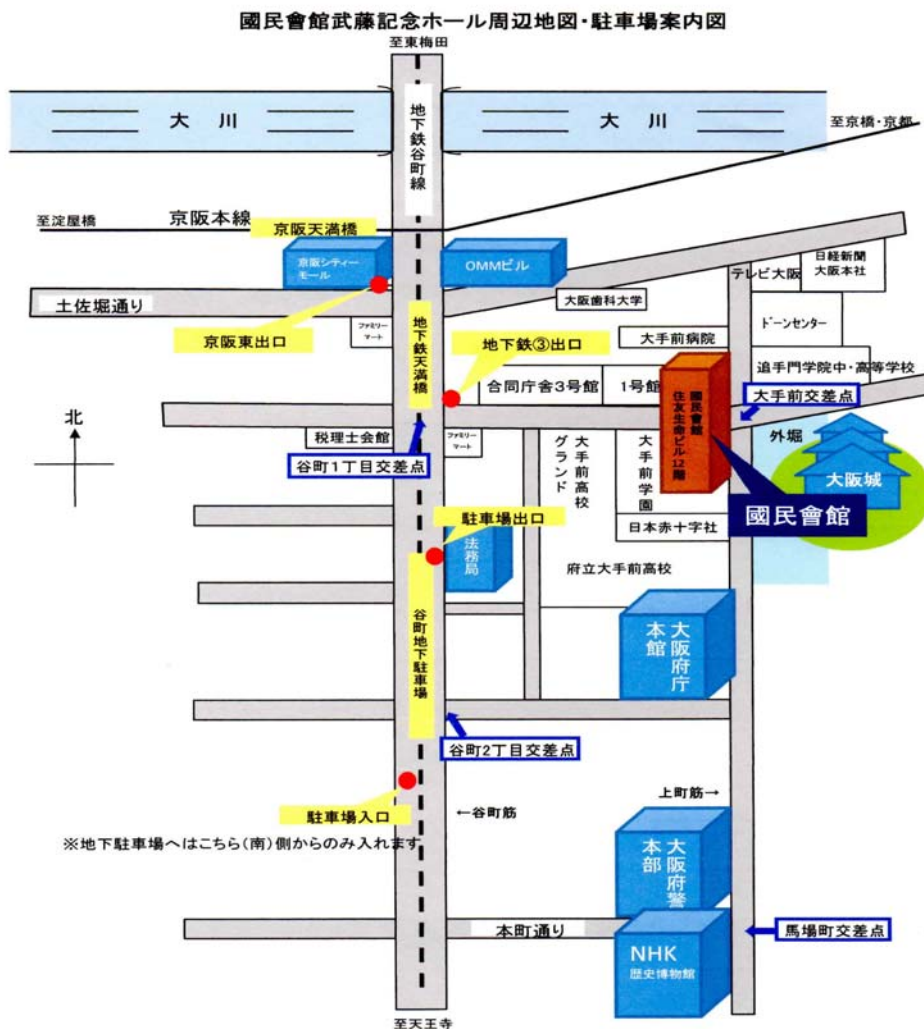 國民會館武藤記念ホール周辺地図・駐車場案内図
至東梅田
大川
大川
至京橋・京都
地下鉄谷町線
至淀屋橋
京阪本線
京阪天満橋
京阪シティー
モール
OMMビル
日経新聞
大阪本社
テレビ大阪
土佐堀通り
大阪歯科大学
ドーンセンター
ファミリー
マート
京阪東出口
地下鉄天満橋
地下鉄③出口
大手前病院
追手門学院中・高等学校
合同庁舎3号館
1号館
大手前交差点
北
國民會館
住友生命ビル12階
外堀
大阪城
税理士会館
ファミリー
マート
谷町1丁目交差点
大手前高校
グランド
大手前学園
國民會館
駐車場出口
日本赤十字社
法務局
府立大手前高校
谷町地下駐車場
大阪府庁
本館
谷町2丁目交差点
駐車場入口
←谷町筋
上町筋→
※地下駐車場へはこちら(南)側からのみ入れます
大阪府警
本部
本町通り
馬場町交差点
NHK
歴史博物館
至天王寺